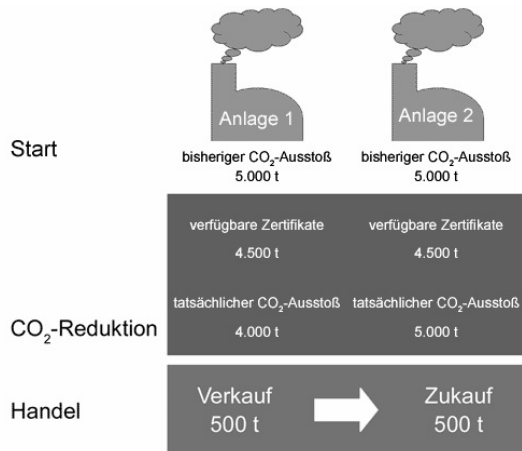 Anlage 1
Anlage 2
Start
bisheriger CO₂-Ausstoß
5.000 t
bisheriger CO₂-Ausstoß
5.000 t
verfügbare Zertifikate
4.500 t
verfügbare Zertifikate
4.500 t
CO₂-Reduktion
tatsächlicher CO₂-Ausstoß
4.000 t
tatsächlicher CO₂-Ausstoß
5.000 t
Handel
Verkauf
500 t
Zukauf
500 t